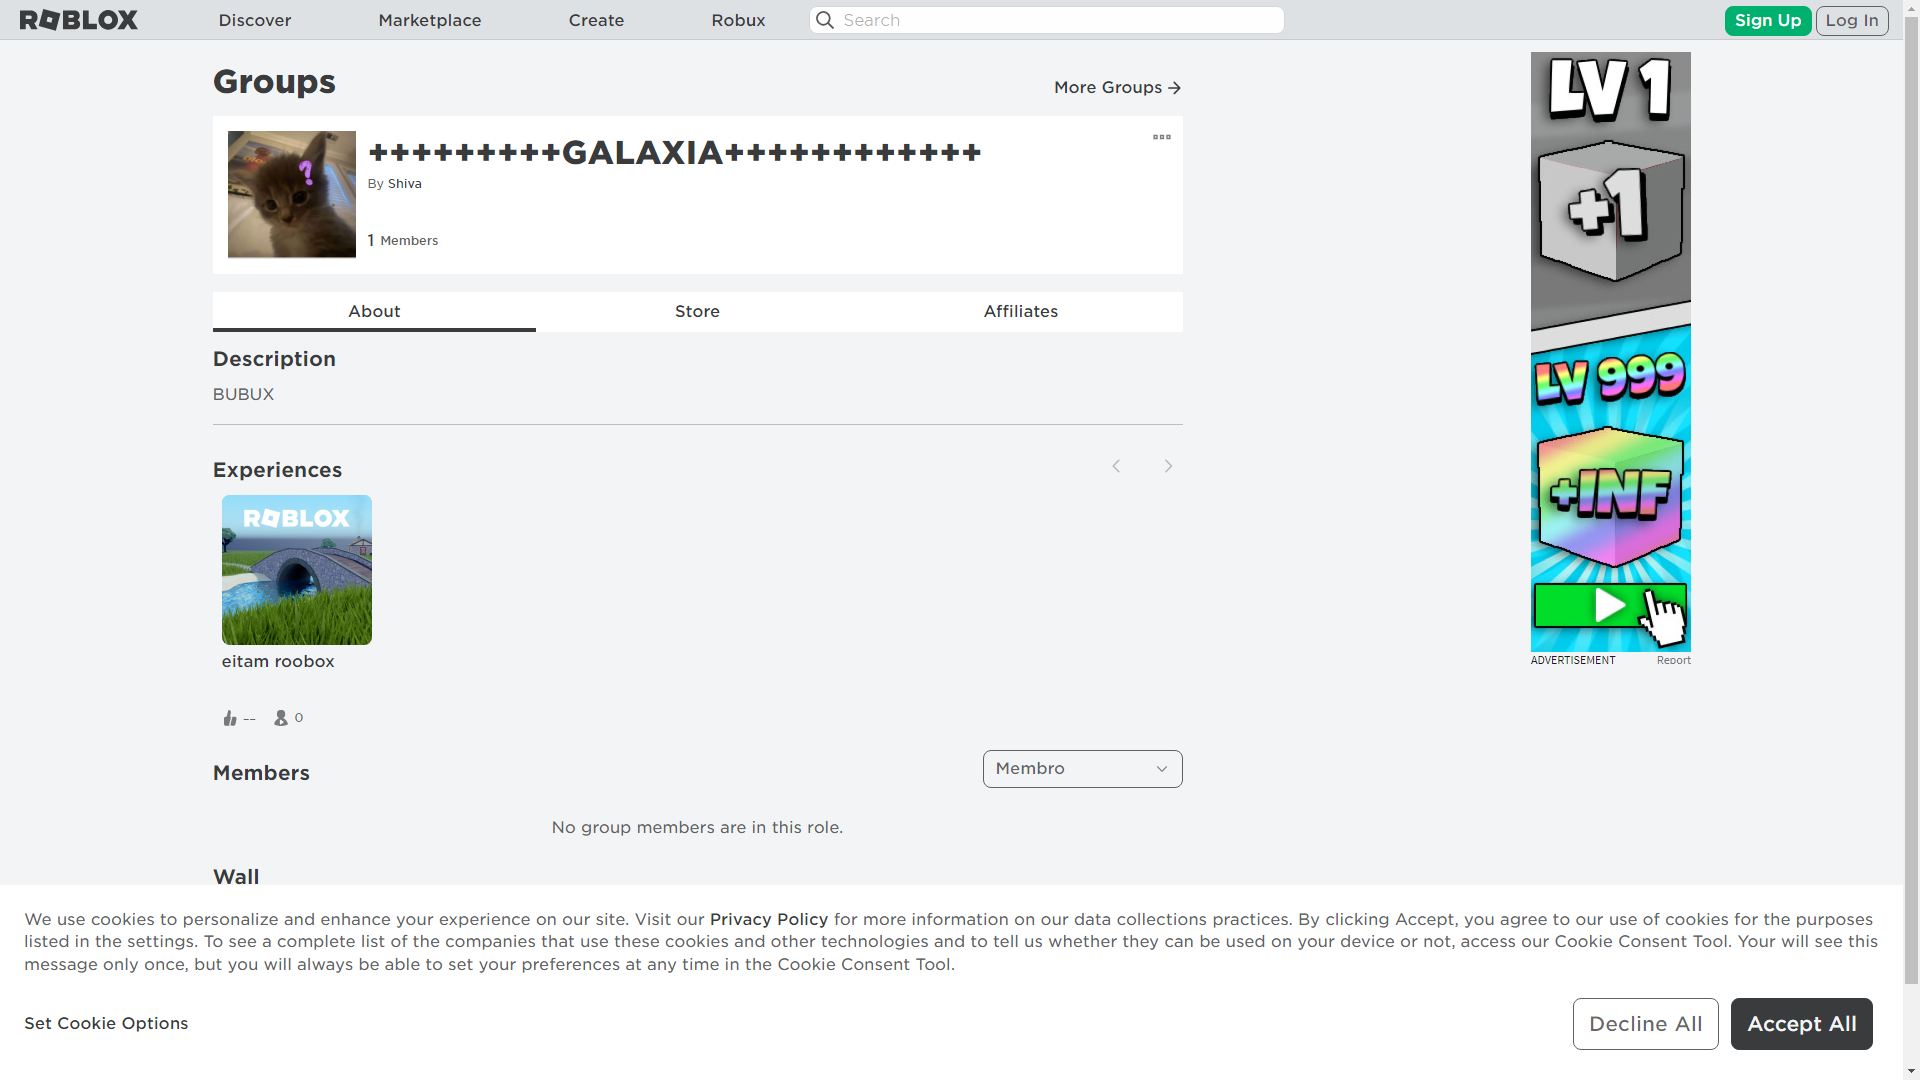 ROBLOX
Discover
Marketplace
Create
Robux
Search
Sign Up
Log In
Groups
More Groups
+++++++++GALAXIA++++++++++++
By Shiva
1 Members
About
Store
Affiliates
Description
BUBUX
Experiences
ROBLOX
eitam roobox
--
0
Members
Membro
No group members are in this role.
Wall
LV 1
+1
LV 999
+INF
ADVERTISEMENT
Report
We use cookies to personalize and enhance your experience on our site. Visit our Privacy Policy for more information on our data collections practices. By clicking Accept, you agree to our use of cookies for the purposes
listed in the settings. To see a complete list of the companies that use these cookies and other technologies and to tell us whether they can be used on your device or not, access our Cookie Consent Tool. Your will see this
message only once, but you will always be able to set your preferences at any time in the Cookie Consent Tool.
Set Cookie Options
Decline All
Accept All